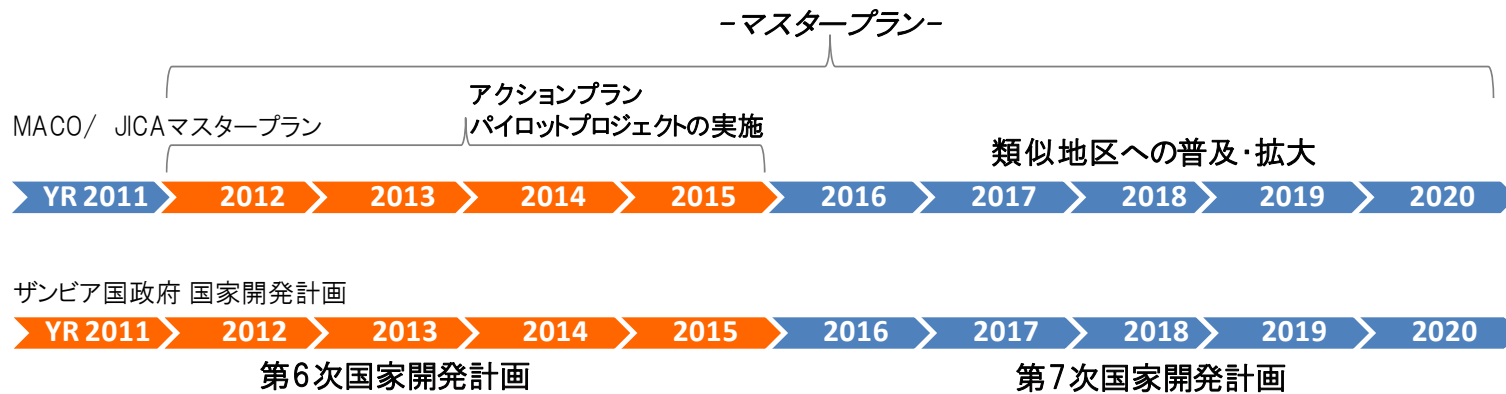 -マスタープラン-
アクションプラン
MACO/ JICAマスタープラン パイロットプロジェクトの実施
類似地区への普及・拡大
YR 2011 2012 2013 2014 2015 2016 2017 2018 2019 2020
ザンビア国政府 国家開発計画
YR 2011 2012 2013 2014 2015 2016 2017 2018 2019 2020
第6次国家開発計画 第7次国家開発計画